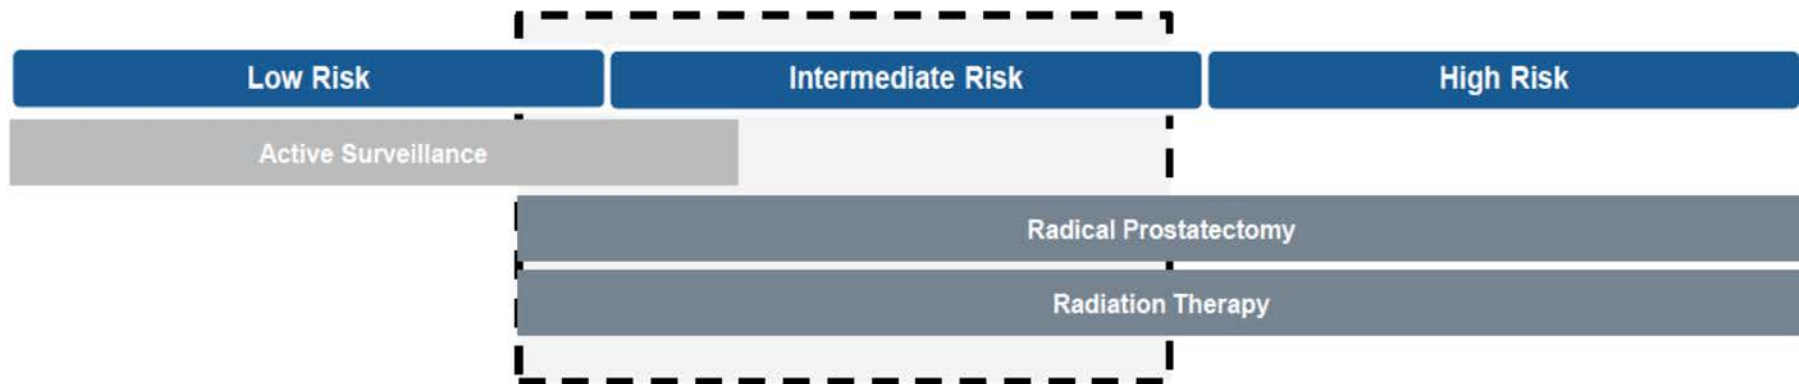 Low Risk
Intermediate Risk
High Risk
Active Surveillance
Radical Prostatectomy
Radiation Therapy